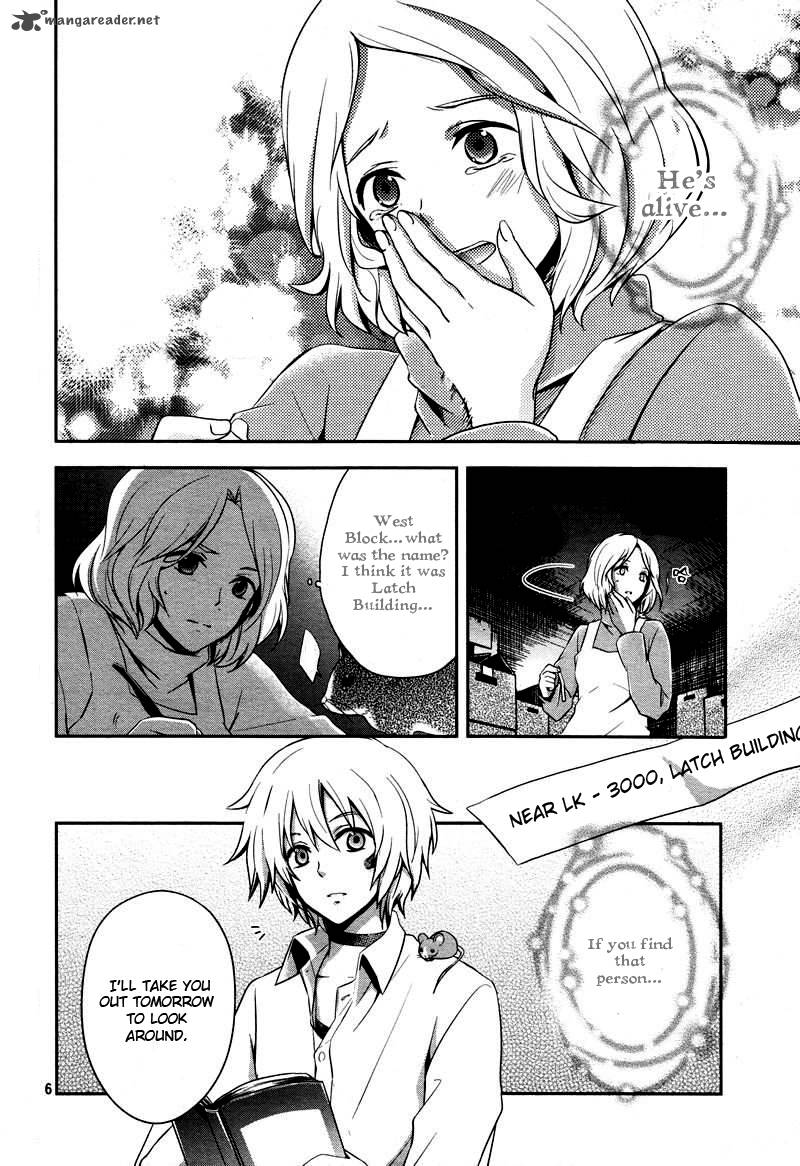 mangareader.net
He's
alive...
West
Block...what
was the name?
I think it was
Latch
Building...
NEAR LK - 3000, LATCH BUILDING
If you find
that
person...
I'LL TAKE YOU
OUT TOMORROW
TO LOOK
AROUND.
6